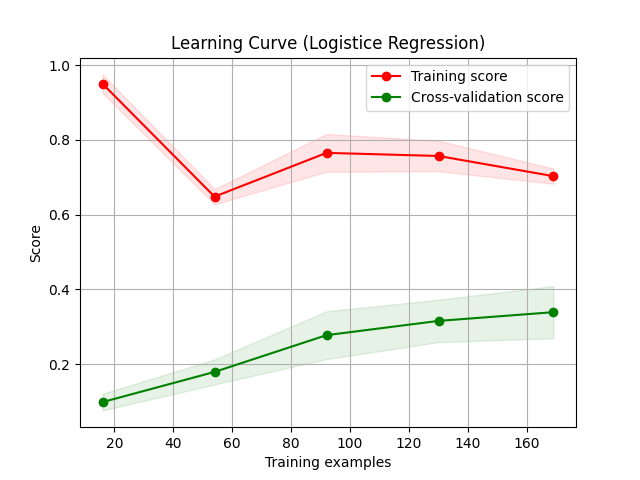 Learning Curve (Logistice Regression)
1.0
0.8
0.6
0.4
0.2
Score
Training score
Cross-validation score
20 40 60 80 100 120 140 160
Training examples